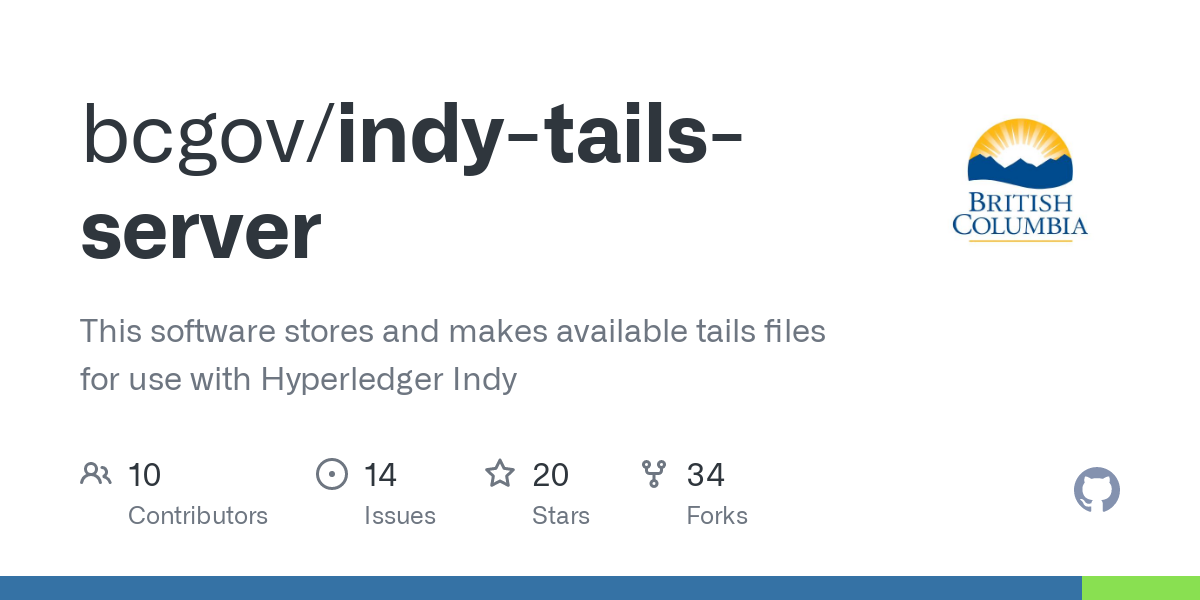 bcgov/indy-tails-
server
BRITISH
COLUMBIA
This software stores and makes available tails files
for use with Hyperledger Indy
10
Contributors
14
Issues
20
Stars
34
Forks